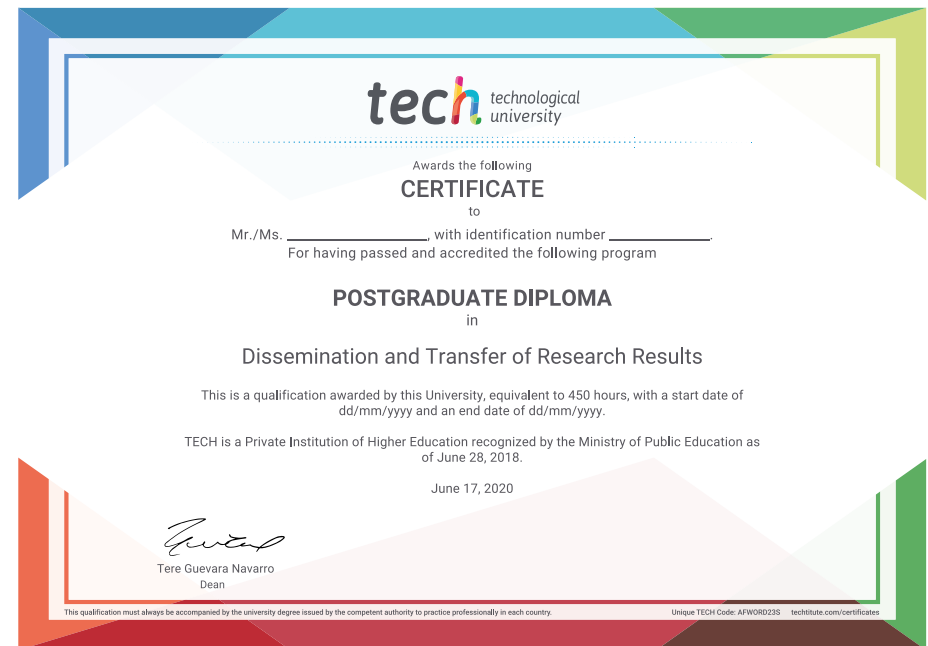 tech technological
university
Awards the following
CERTIFICATE
to
Mr./Ms. ____________________, with identification number ______________.
For having passed and accredited the following program
POSTGRADUATE DIPLOMA
in
Dissemination and Transfer of Research Results
This is a qualification awarded by this University, equivalent to 450 hours, with a start date of
dd/mm/yyyy and an end date of dd/mm/yyyy.
TECH is a Private Institution of Higher Education recognized by the Ministry of Public Education as
of June 28, 2018.
June 17, 2020
Tere Guevara Navarro
Dean
This qualification must always be accompanied by the university degree issued by the competent authority to practice professionally in each country. Unique TECH Code: AFWORD23S techtitute.com/certificates